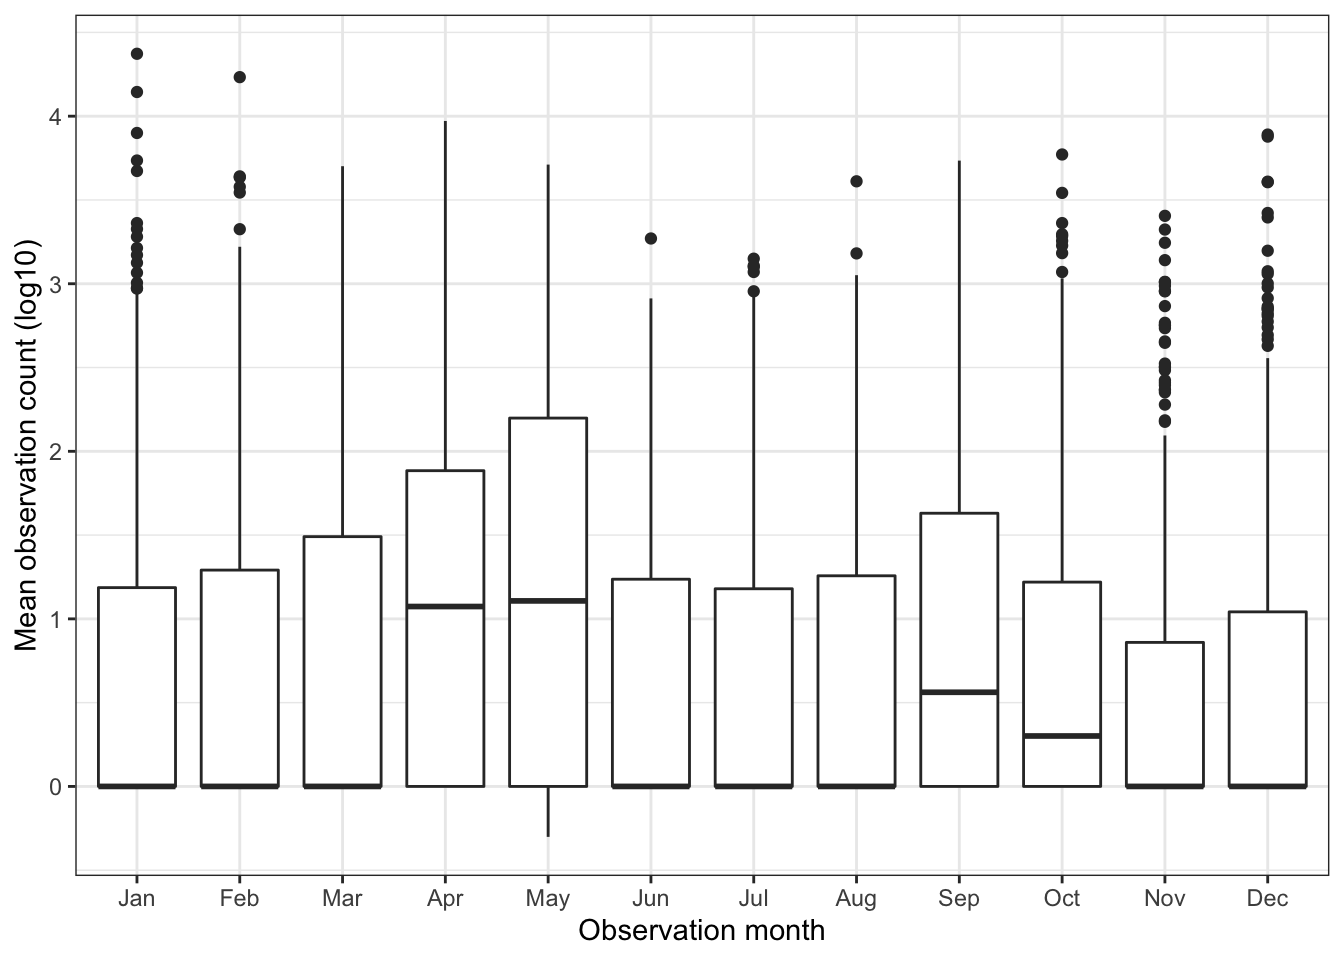 Mean observation count (log10)
4
3
2
1
0
Jan Feb Mar Apr May Jun Jul Aug Sep Oct Nov Dec
Observation month